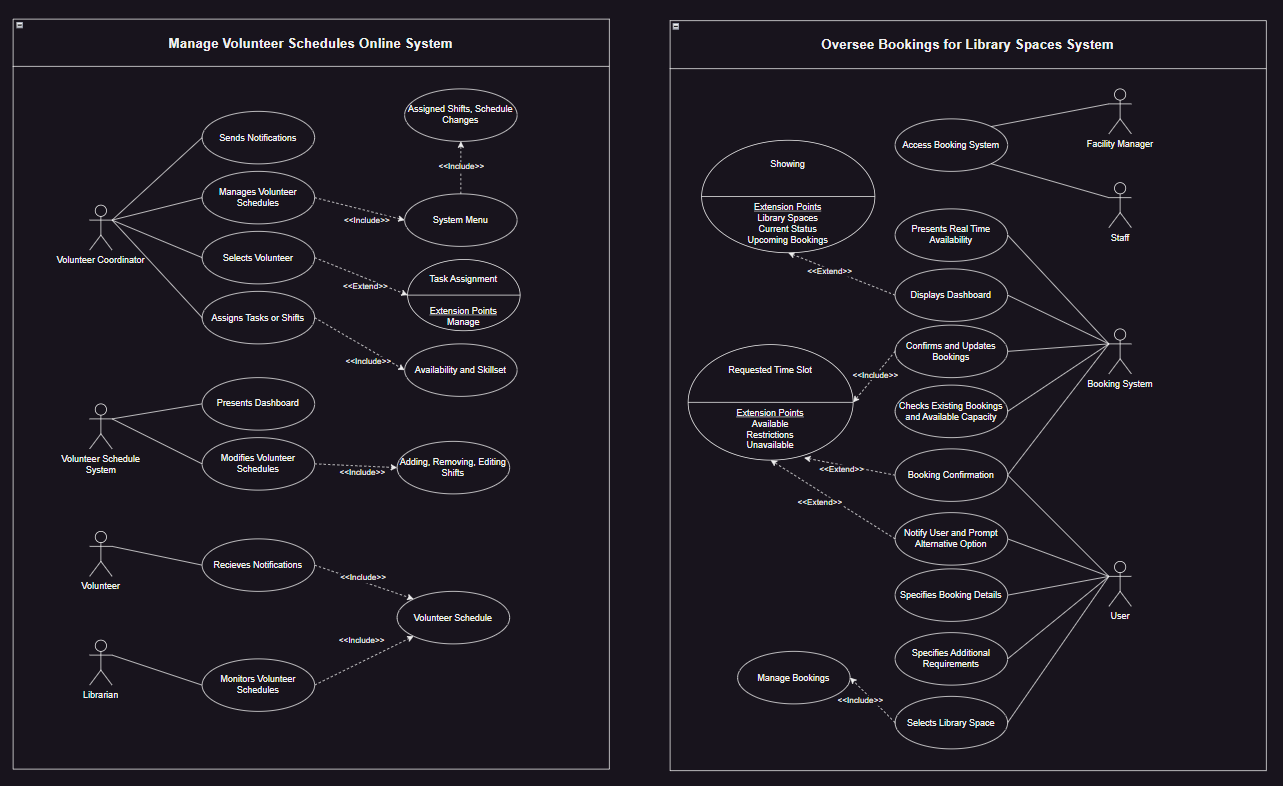 Manage Volunteer Schedules Online System
Assigned Shifts, Schedule
Changes
Sends Notifications
<<Include>>
Manages Volunteer
Schedules
<<Include>>
System Menu
Volunteer Coordinator
Selects Volunteer
<<Extend>>
Task Assignment
Extension Points
Manage
Assigns Tasks or Shifts
<<Include>>
Availability and Skillset
Presents Dashboard
Volunteer Schedule
System
Modifies Volunteer
Schedules
<<Include>>
Adding, Removing, Editing
Shifts
Volunteer
Recieves Notifications
<<Include>>
Volunteer Schedule
<<Include>>
Librarian
Monitors Volunteer
Schedules
Oversee Bookings for Library Spaces System
Access Booking System
Facility Manager
Staff
Showing
Extension Points
Library Spaces
Current Status
Upcoming Bookings
Presents Real Time
Availability
<<Extend>>
Displays Dashboard
Confirms and Updates
Bookings
Booking System
Requested Time Slot
<<Include>>
Extension Points
Available
Restrictions
Unavailable
Checks Existing Bookings
and Available Capacity
<<Extend>>
Booking Confirmation
<<Extend>>
Notify User and Prompt
Alternative Option
Specifies Booking Details
User
Specifies Additional
Requirements
Manage Bookings
<<Include>>
Selects Library Space